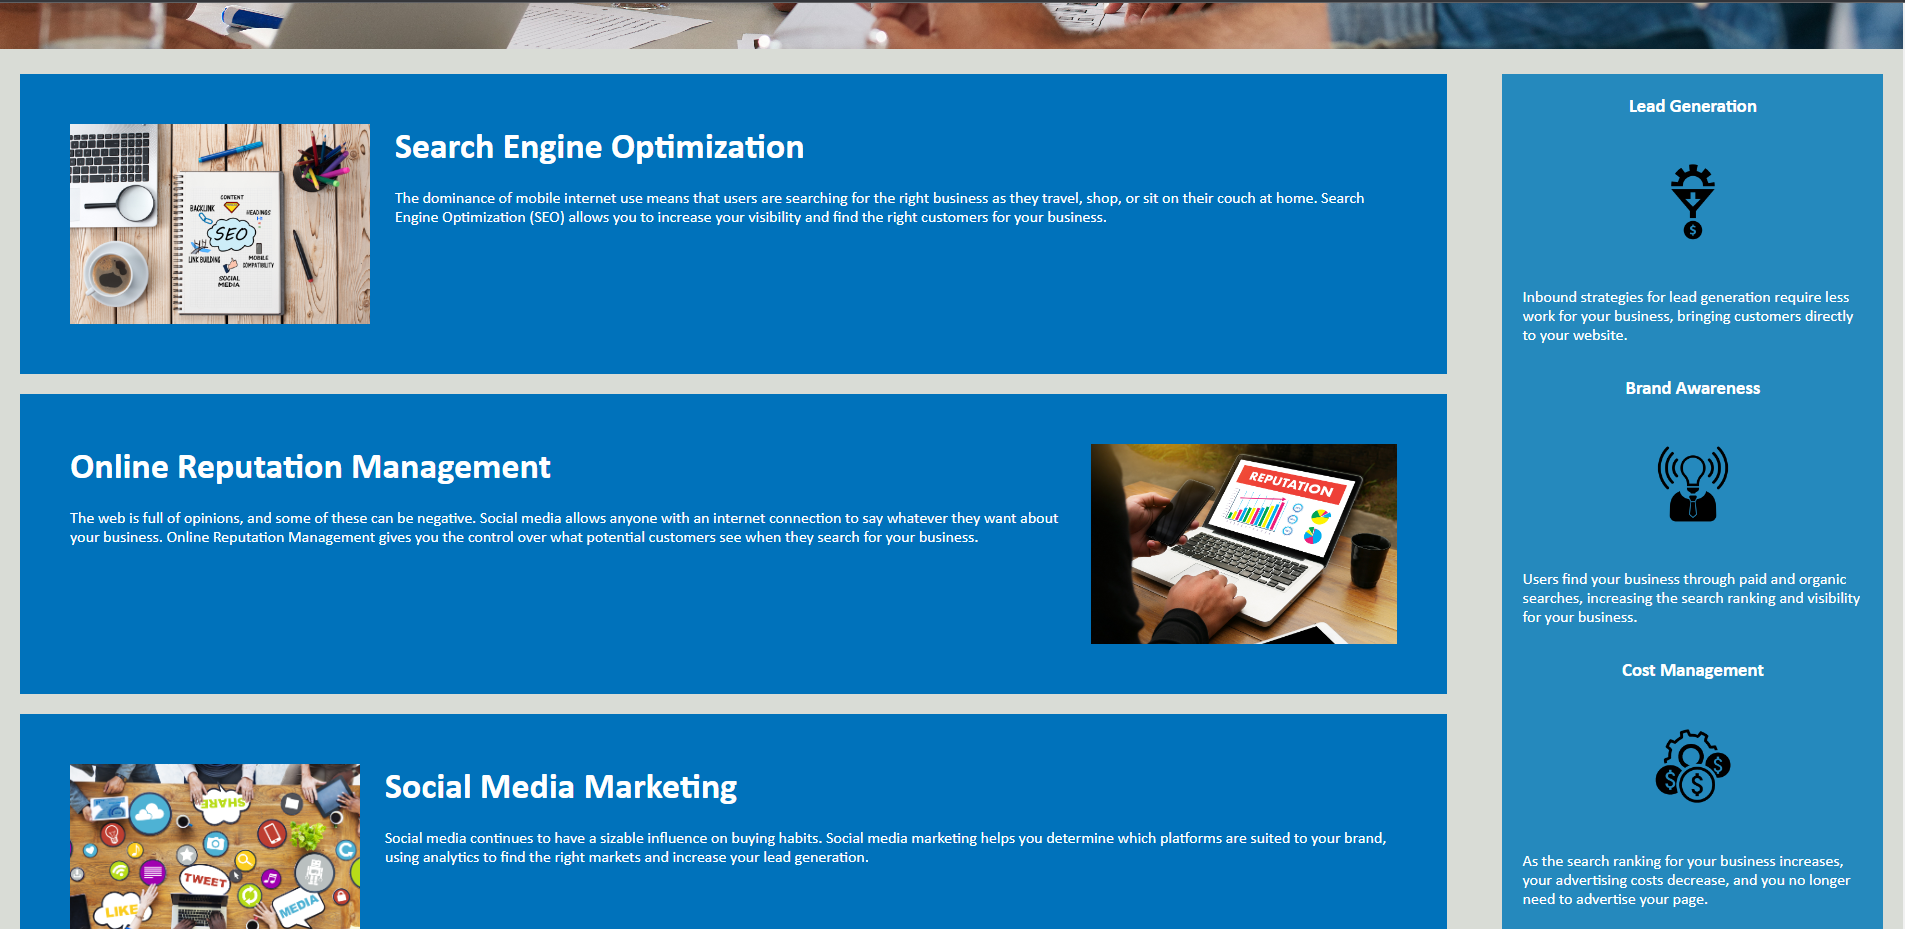 Search Engine Optimization
The dominance of mobile internet use means that users are searching for the right business as they travel, shop, or sit on their couch at home. Search
Engine Optimization (SEO) allows you to increase your visibility and find the right customers for your business.
CONTENT
BACKLINK
HEADINGS
SEO
LINK BUILDING
MOBILE
COMPATIBILITY
SOCIAL
MEDIA
Online Reputation Management
The web is full of opinions, and some of these can be negative. Social media allows anyone with an internet connection to say whatever they want about
your business. Online Reputation Management gives you the control over what potential customers see when they search for your business.
REPUTATION
Social Media Marketing
Social media continues to have a sizable influence on buying habits. Social media marketing helps you determine which platforms are suited to your brand,
using analytics to find the right markets and increase your lead generation.
SHARE
TWEET
LIKE
MEDIA
Lead Generation
$
Inbound strategies for lead generation require less
work for your business, bringing customers directly
to your website.
Brand Awareness
Users find your business through paid and organic
searches, increasing the search ranking and visibility
for your business.
Cost Management
$ $ $
As the search ranking for your business increases,
your advertising costs decrease, and you no longer
need to advertise your page.